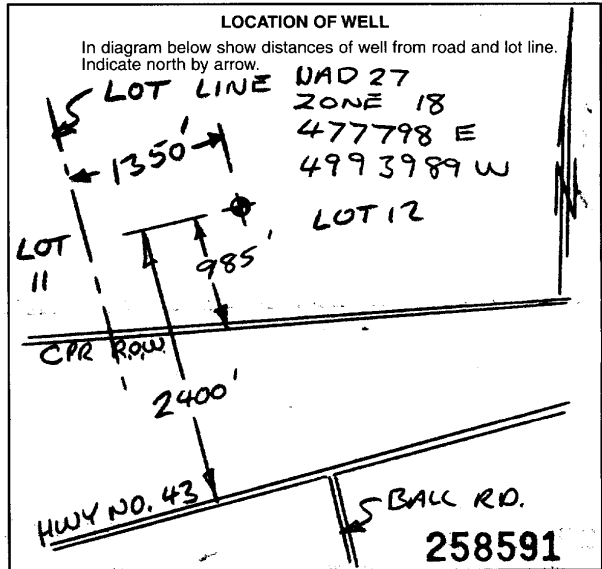 LOCATION OF WELL
In diagram below show distances of well from road and lot line.
Indicate north by arrow.
LOT LINE NAD 27
ZONE 18
477798 E
4993989 W
1350'
LOT 12
LOT
11
985'
N
CPR R.O.W.
2400'
HWY NO. 43
BALL RD.
258591